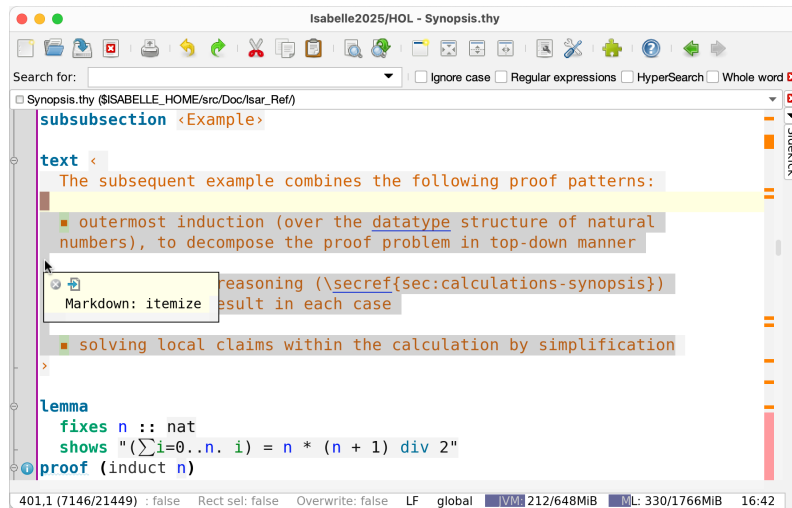 Isabelle2025/HOL - Synopsis.thy
Search for:
Ignore case
Regular expressions
HyperSearch
Whole word
Synopsis.thy ($ISABELLE_HOME/src/Doc/Isar_Ref/)
subsubsection ‹Example›
text ‹
The subsequent example combines the following proof patterns:
▪ outermost induction (over the datatype structure of natural
numbers), to decompose the proof problem in top-down manner
reasoning (\secref{sec:calculations-synopsis})
Markdown: itemize
esult in each case
▪ solving local claims within the calculation by simplification
›
lemma
fixes n :: nat
shows "(∑i=0..n. i) = n * (n + 1) div 2"
proof (induct n)
401,1 (7146/21449) : false Rect sel: false Overwrite: false LF global VM: 212/648MiB ML: 330/1766MiB 16:42